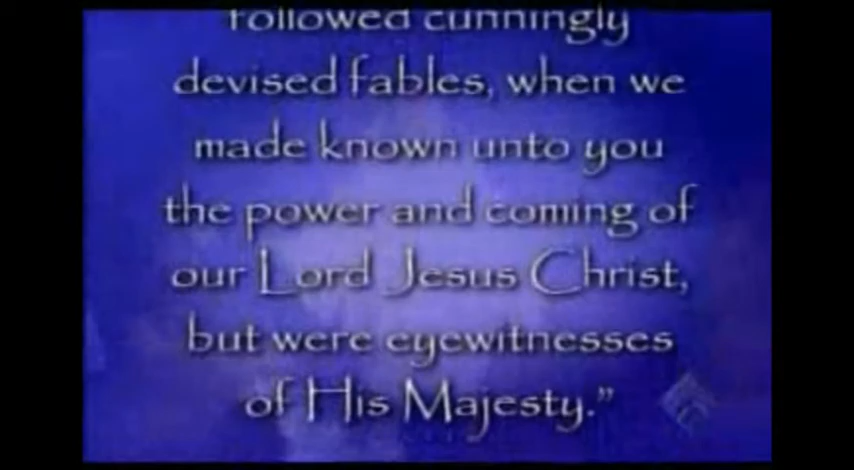 followed cunningly
devised fables, when we
made known unto you
the power and coming of
our Lord Jesus Christ,
but were eyewitnesses
of His Majesty.”